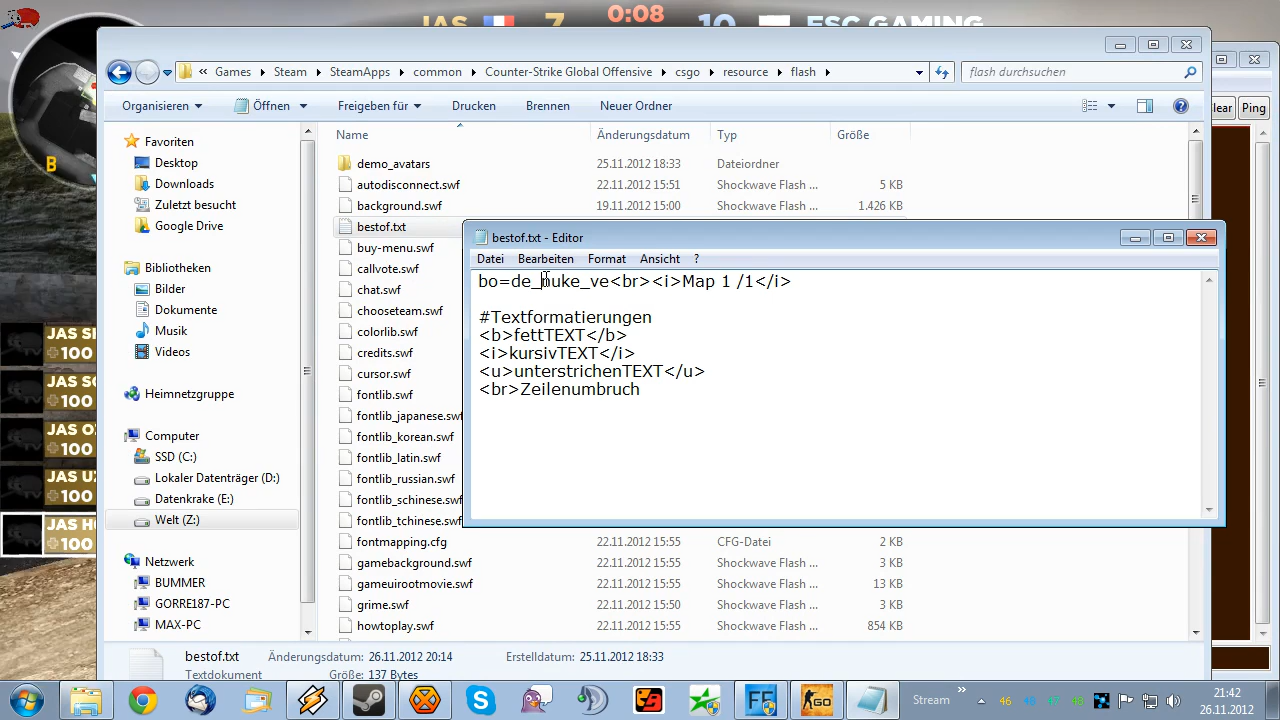 JAS 7 0:08 10 ESC GAMING
B
« Games Steam SteamApps common Counter-Strike Global Offensive csgo resource flash
flash durchsuchen
Organisieren Öffnen Freigeben für Drucken Brennen Neuer Ordner
lear Ping
Favoriten
Desktop
Downloads
Zuletzt besucht
Google Drive
Bibliotheken
Bilder
Dokumente
Musik
Videos
Heimnetzgruppe
Computer
SSD (C:)
Lokaler Datenträger (D:)
Datenkrake (E:)
Welt (Z:)
Netzwerk
BUMMER
GORRE187-PC
MAX-PC
Name Änderungsdatum Typ Größe
demo_avatars 25.11.2012 18:33 Dateiordner
autodisconnect.swf 22.11.2012 15:51 Shockwave Flash ... 5 KB
background.swf 19.11.2012 15:00 Shockwave Flash ... 1.426 KB
bestof.txt
buy-menu.swf
callvote.swf
chat.swf
chooseteam.swf
colorlib.swf
credits.swf
cursor.swf
fontlib.swf
fontlib_japanese.swf
fontlib_korean.swf
fontlib_latin.swf
fontlib_russian.swf
fontlib_schinese.swf
fontlib_tchinese.swf
fontmapping.cfg 22.11.2012 15:55 CFG-Datei 2 KB
gamebackground.swf 22.11.2012 15:55 Shockwave Flash ... 3 KB
gameuirootmovie.swf 22.11.2012 15:55 Shockwave Flash ... 13 KB
grime.swf 22.11.2012 15:50 Shockwave Flash ... 3 KB
howtoplay.swf 22.11.2012 15:55 Shockwave Flash ... 854 KB
bestof.txt - Editor
Datei Bearbeiten Format Ansicht ?
bo=de_nuke_ve<br><i>Map 1 /1</i>
#Textformatierungen
<b>fettTEXT</b>
<i>kursivTEXT</i>
<u>unterstrichenTEXT</u>
<br>Zeilenumbruch
JAS S
+100
JAS
+100
JAS O
+100
JAS U
+100
JAS H
+100
bestof.txt Änderungsdatum: 26.11.2012 20:14 Erstelldatum: 25.11.2012 18:33
Textdokument Größe: 137 Bytes
Stream » 46 45 47 48
21:42
26.11.2012